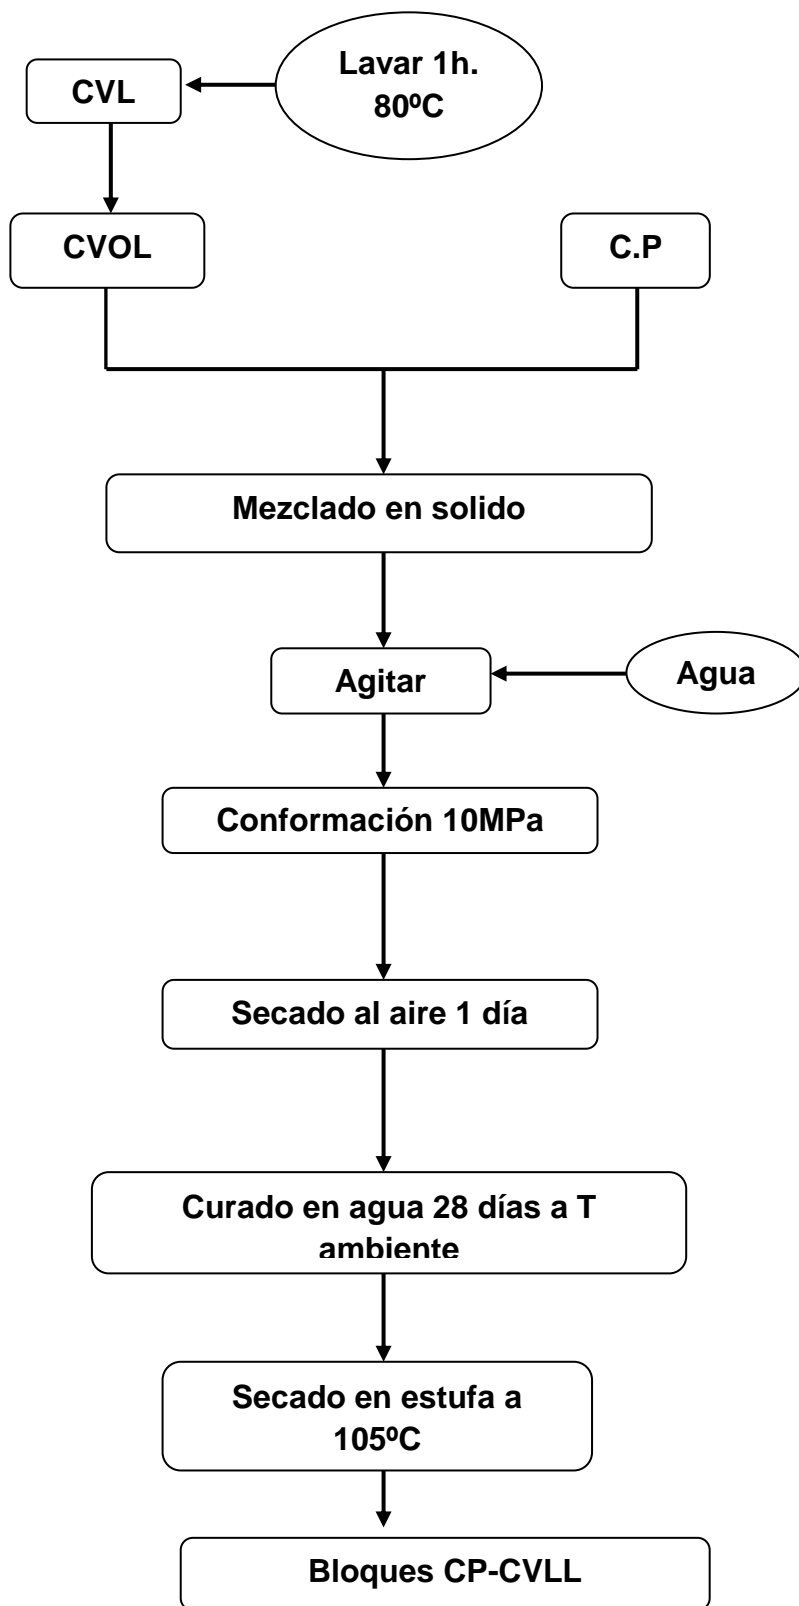 Lavar 1h.
80ºC
CVL
CVOL
C.P
Mezclado en solido
Agitar
Agua
Conformación 10MPa
Secado al aire 1 día
Curado en agua 28 días a T
ambiente
Secado en estufa a
105ºC
Bloques CP-CVLL